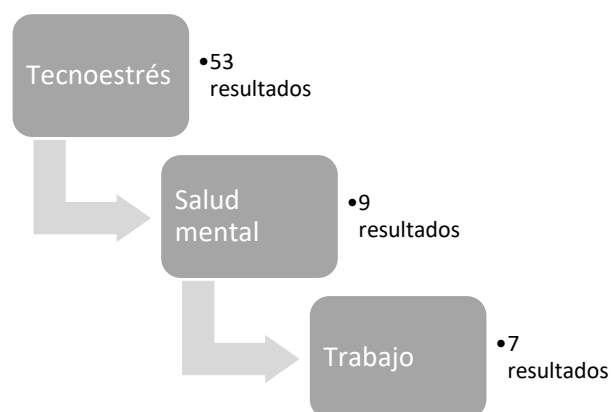 Tecnoestrés
•53
resultados
Salud
mental
•9
resultados
Trabajo
•7
resultados